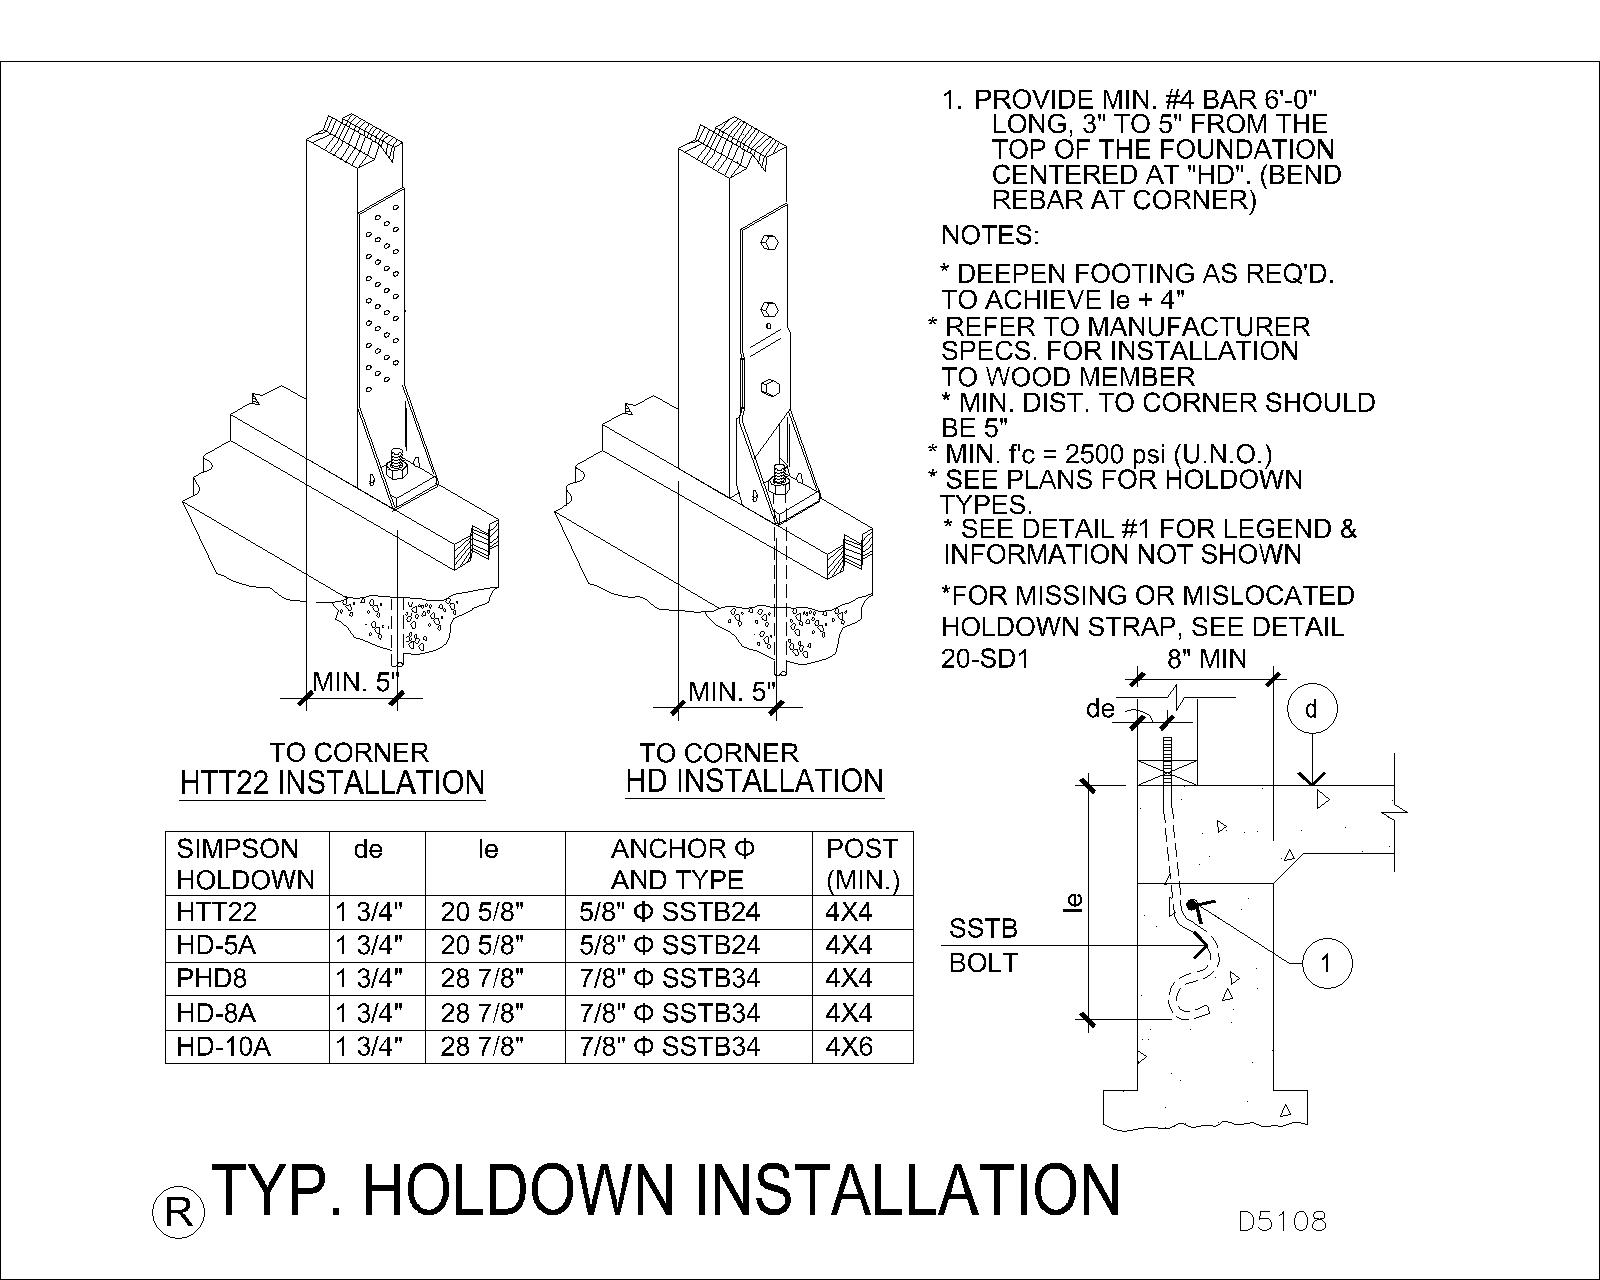 1. PROVIDE MIN. #4 BAR 6'-0"
LONG, 3" TO 5" FROM THE
TOP OF THE FOUNDATION
CENTERED AT "HD". (BEND
REBAR AT CORNER)
NOTES:
* DEEPEN FOOTING AS REQ'D.
TO ACHIEVE le + 4"
* REFER TO MANUFACTURER
SPECS. FOR INSTALLATION
TO WOOD MEMBER
* MIN. DIST. TO CORNER SHOULD
BE 5"
* MIN. f'c = 2500 psi (U.N.O.)
* SEE PLANS FOR HOLDOWN
TYPES.
* SEE DETAIL #1 FOR LEGEND &
INFORMATION NOT SHOWN
*FOR MISSING OR MISLOCATED
HOLDOWN STRAP, SEE DETAIL
20-SD1
MIN. 5"
TO CORNER
HTT22 INSTALLATION
MIN. 5"
TO CORNER
HD INSTALLATION
8" MIN
de
d
le
SSTB
BOLT
1
SIMPSON HOLDOWN de le ANCHOR Φ AND TYPE POST (MIN.)
HTT22 1 3/4" 20 5/8" 5/8" Φ SSTB24 4X4
HD-5A 1 3/4" 20 5/8" 5/8" Φ SSTB24 4X4
PHD8 1 3/4" 28 7/8" 7/8" Φ SSTB34 4X4
HD-8A 1 3/4" 28 7/8" 7/8" Φ SSTB34 4X4
HD-10A 1 3/4" 28 7/8" 7/8" Φ SSTB34 4X6
R TYP. HOLDOWN INSTALLATION
D5108